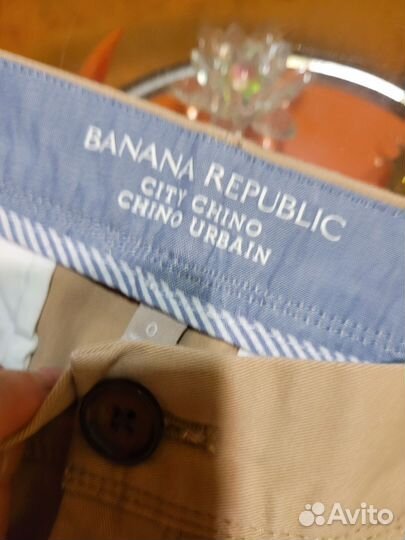 BANANA REPUBLIC
CITY CHINO
CHINO URBAIN
0
Avito